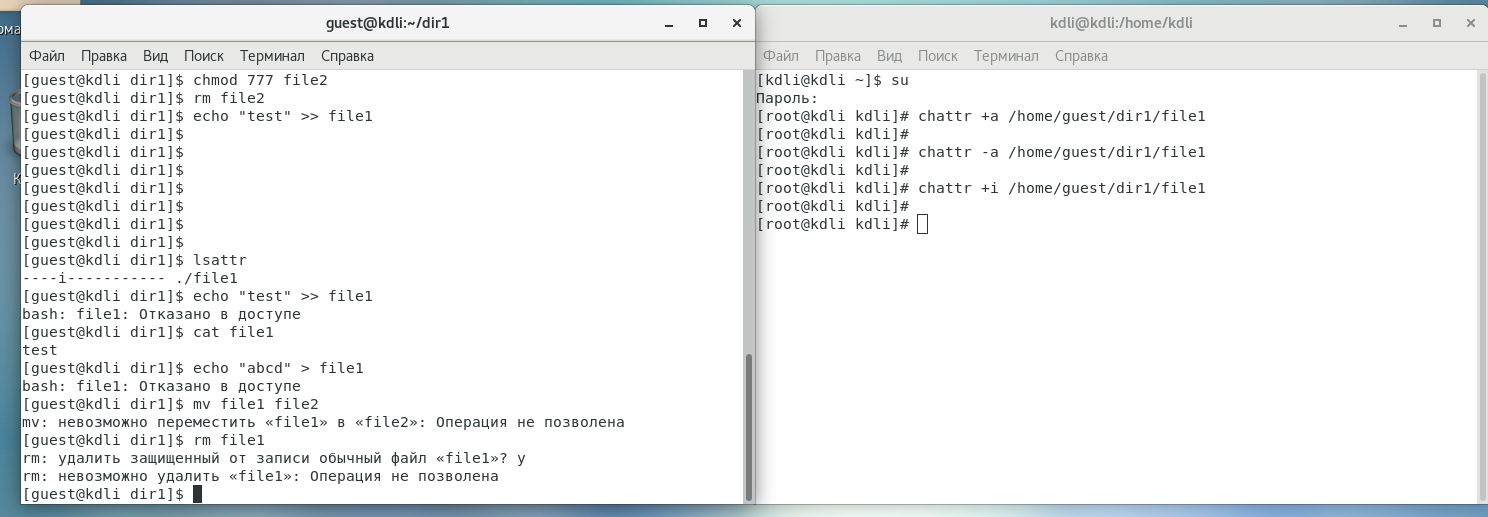 ома
К
guest@kdli:~/dir1
Файл Правка Вид Поиск Терминал Справка
[guest@kdli dir1]$ chmod 777 file2
[guest@kdli dir1]$ rm file2
[guest@kdli dir1]$ echo "test" >> file1
[guest@kdli dir1]$
[guest@kdli dir1]$
[guest@kdli dir1]$
[guest@kdli dir1]$
[guest@kdli dir1]$
[guest@kdli dir1]$
[guest@kdli dir1]$
[guest@kdli dir1]$ lsattr
----i----------- ./file1
[guest@kdli dir1]$ echo "test" >> file1
bash: file1: Отказано в доступе
[guest@kdli dir1]$ cat file1
test
[guest@kdli dir1]$ echo "abcd" > file1
bash: file1: Отказано в доступе
[guest@kdli dir1]$ mv file1 file2
mv: невозможно переместить «file1» в «file2»: Операция не позволена
[guest@kdli dir1]$ rm file1
rm: удалить защищенный от записи обычный файл «file1»? y
rm: невозможно удалить «file1»: Операция не позволена
[guest@kdli dir1]$
kdli@kdli:/home/kdli
Файл Правка Вид Поиск Терминал Справка
[kdli@kdli ~]$ su
Пароль:
[root@kdli kdli]# chattr +a /home/guest/dir1/file1
[root@kdli kdli]#
[root@kdli kdli]# chattr -a /home/guest/dir1/file1
[root@kdli kdli]#
[root@kdli kdli]# chattr +i /home/guest/dir1/file1
[root@kdli kdli]#
[root@kdli kdli]#